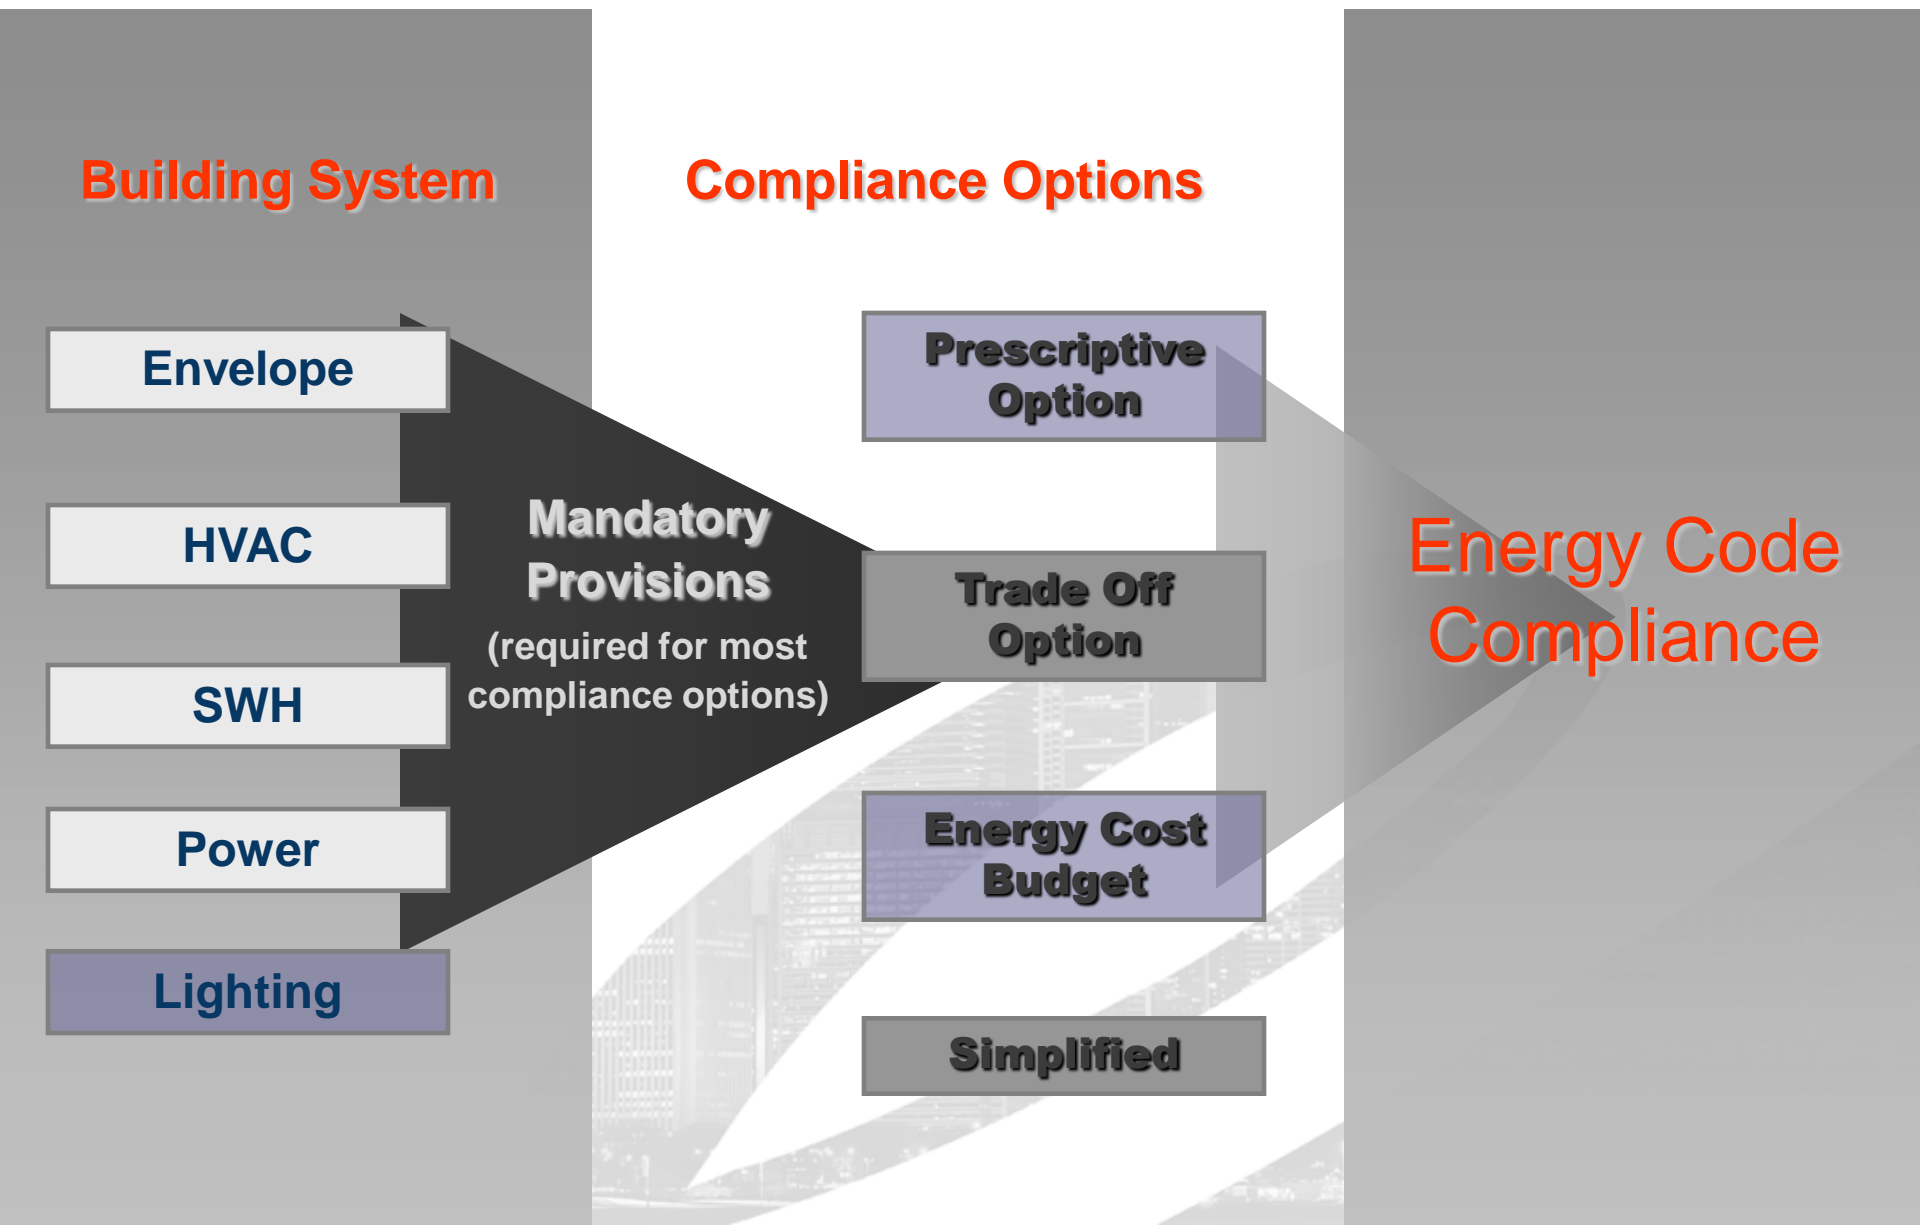 Building System
Compliance Options
Envelope
HVAC
SWH
Power
Lighting
Mandatory
Provisions
(required for most
compliance options)
Prescriptive
Option
Trade Off
Option
Energy Cost
Budget
Simplified
Energy Code
Compliance